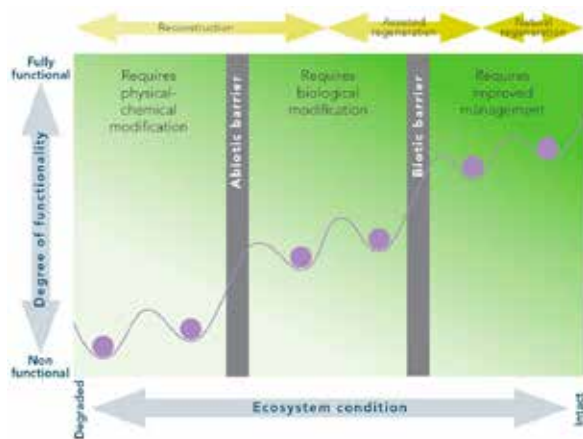 Reconstruction
Assisted
regeneration
Natural
regeneration
Fully
functional
Requires
physical-
chemical
modification
Requires
biological
modification
Requires
improved
management
Abiotic barrier
Biotic barrier
Degree of functionality
Non
functional
Degraded
Ecosystem condition
Intact